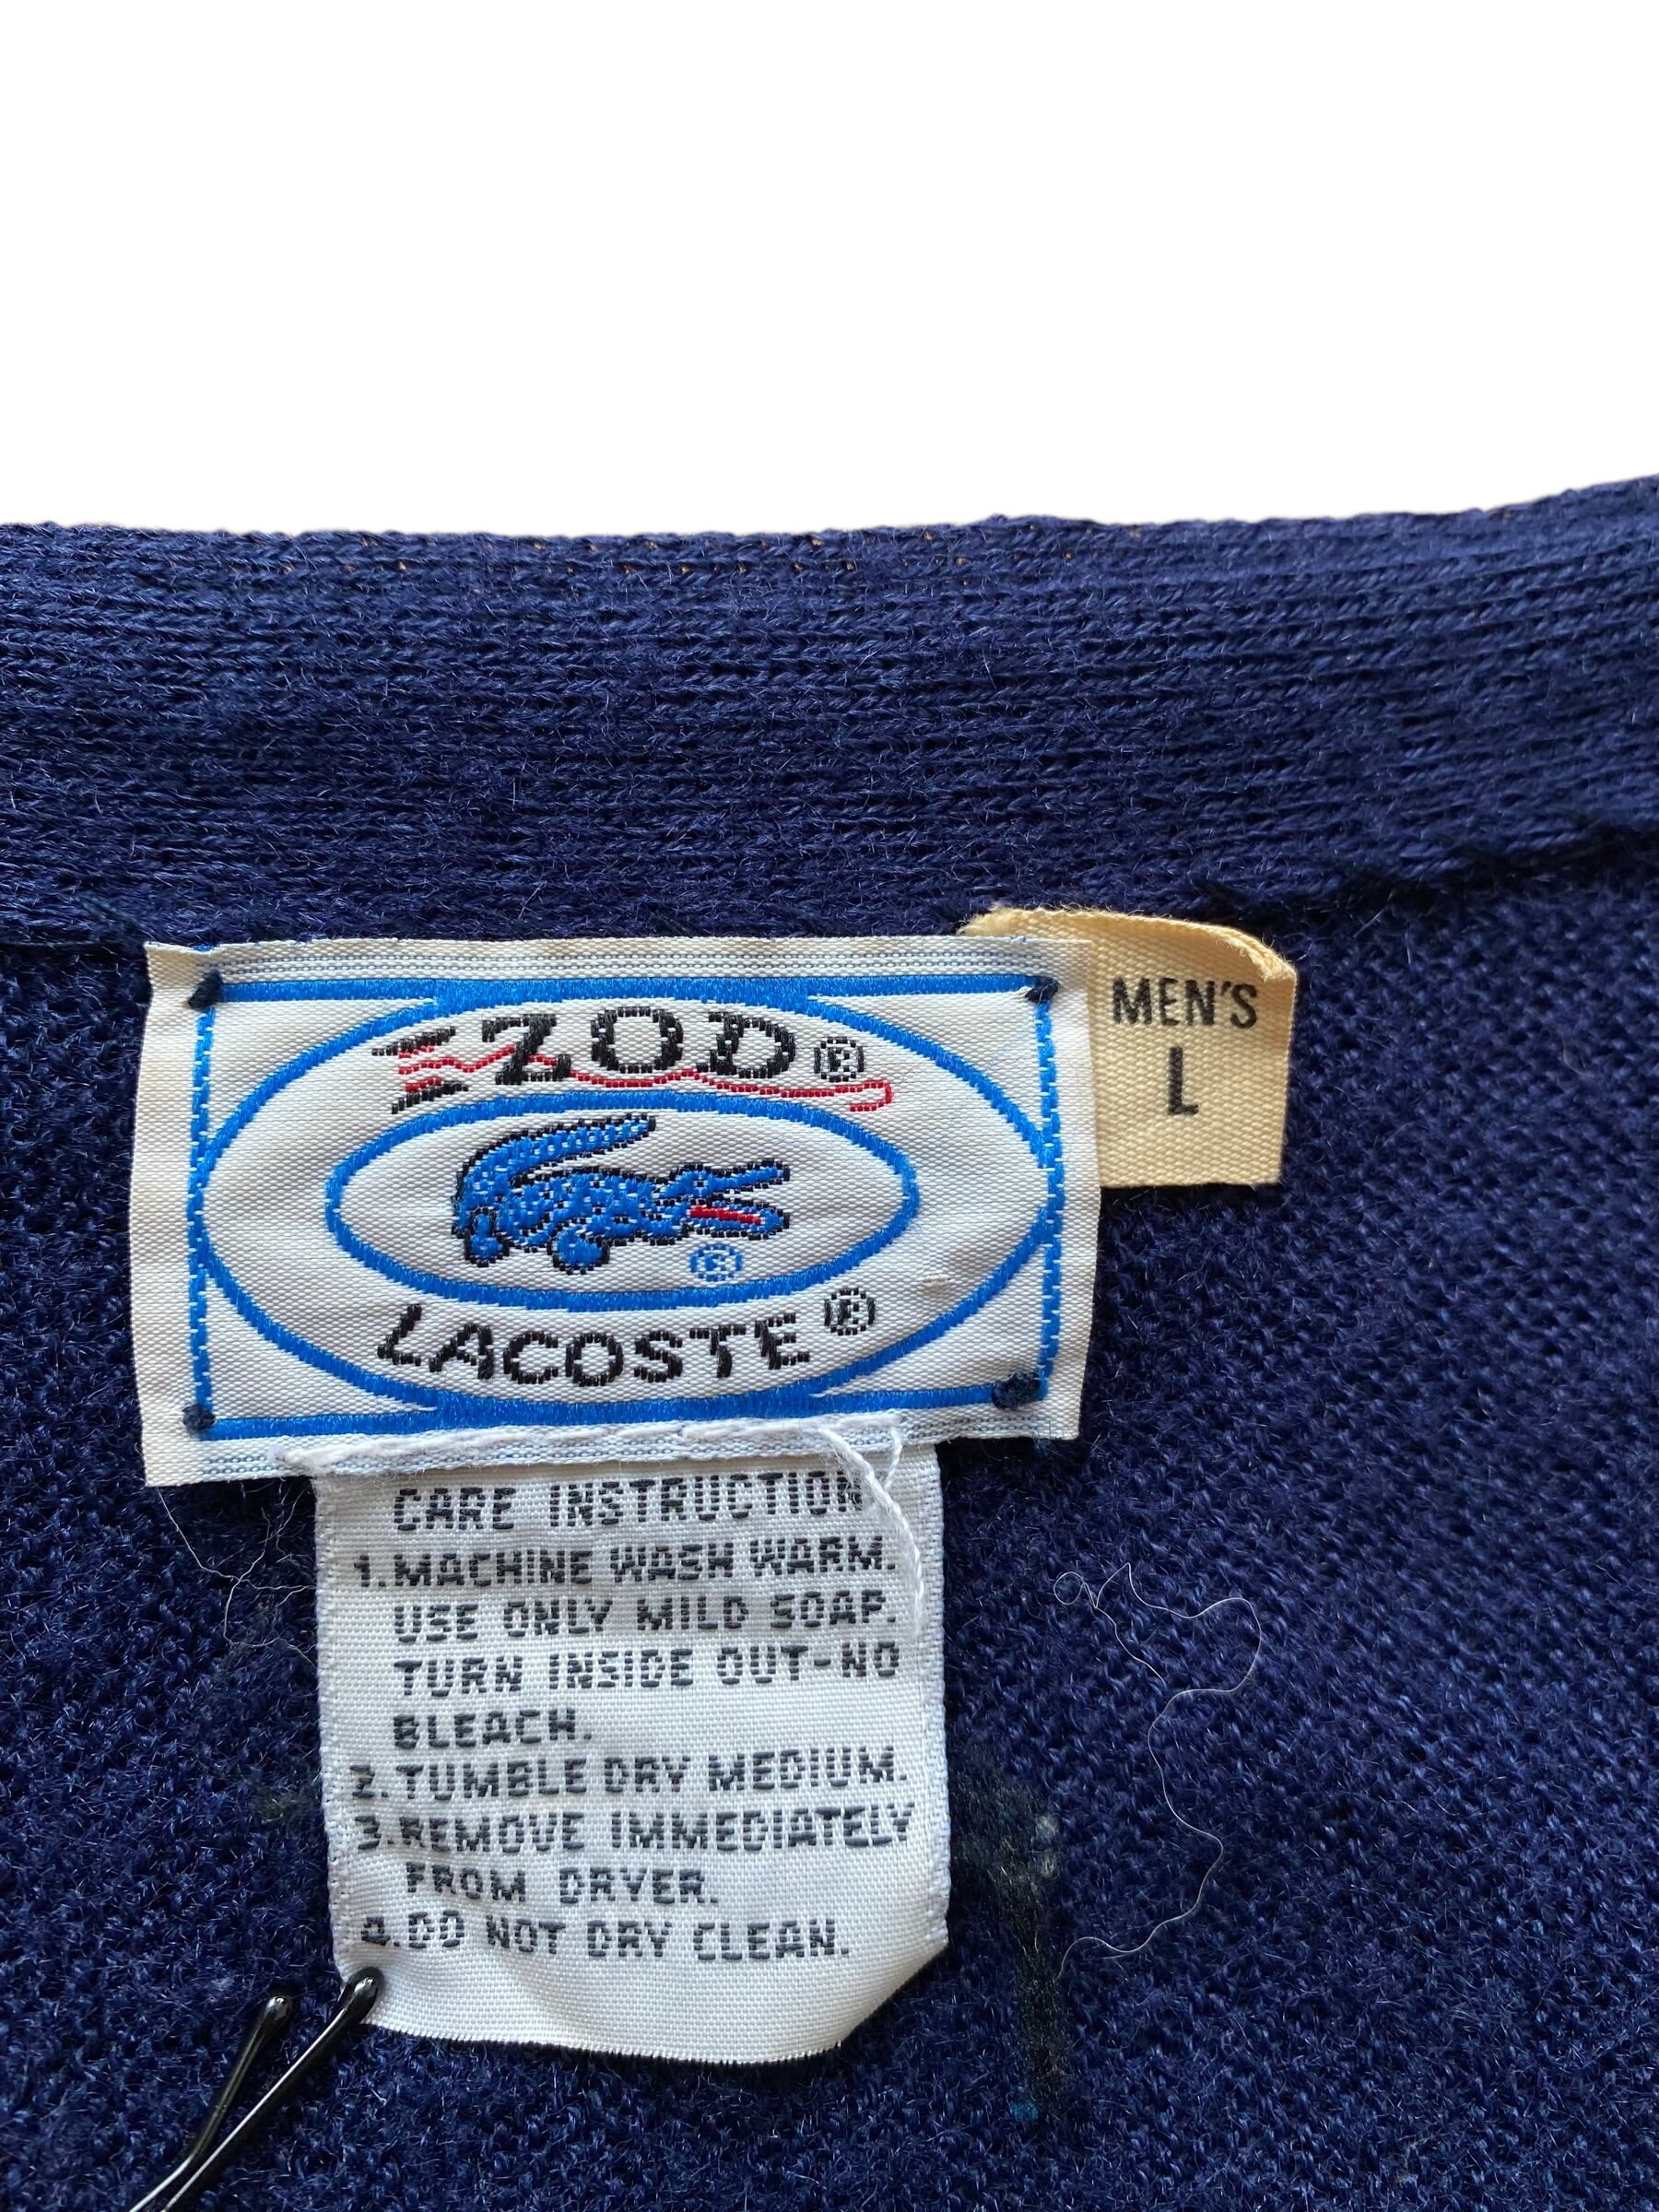 IZOD®
®
LACOSTE®
MEN'S
L
CARE INSTRUCTION
1.MACHINE WASH WARM.
USE ONLY MILD SOAP.
TURN INSIDE OUT-NO
BLEACH.
2.TUMBLE DRY MEDIUM.
3.REMOVE IMMEDIATELY
FROM DRYER.
4.DO NOT DRY CLEAN.